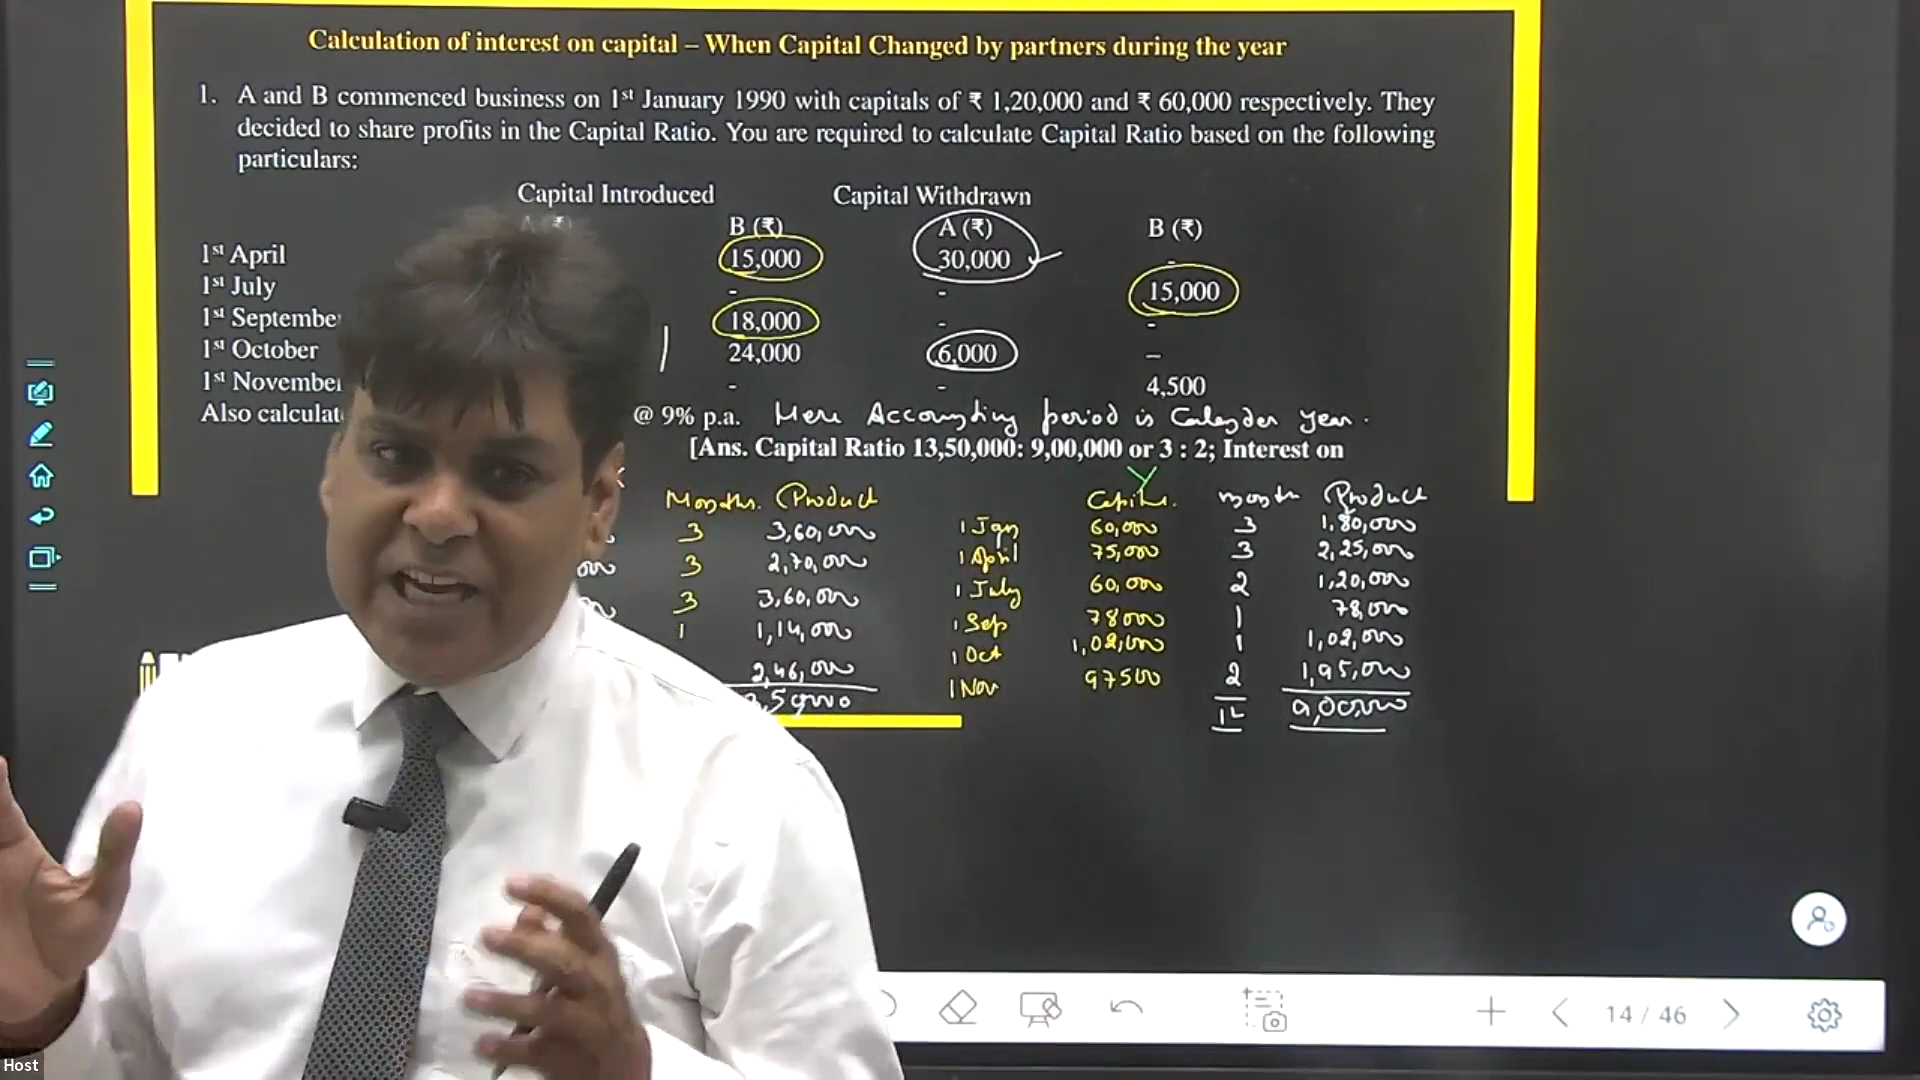 Calculation of interest on capital – When Capital Changed by partners during the year
1. A and B commenced business on 1st January 1990 with capitals of ₹ 1,20,000 and ₹ 60,000 respectively. They
decided to share profits in the Capital Ratio. You are required to calculate Capital Ratio based on the following
particulars:
Capital Introduced Capital Withdrawn
A (₹) B (₹) A (₹) B (₹)
1st April 15,000 30,000 -
1st July - - 15,000
1st Septembe 18,000 - -
1st October 24,000 6,000 –
1st November - - 4,500
Also calculat @ 9% p.a. Here Accounting period is Calender year.
[Ans. Capital Ratio 13,50,000: 9,00,000 or 3 : 2; Interest on
Months. Product Capital. month Product
3 3,60,000 1 Jan 60,000 3 1,80,000
3 2,70,000 1 April 75,000 3 2,25,000
3 3,60,000 1 July 60,000 2 1,20,000
1 1,14,000 1 Sep 78000 1 78,000
2,46,000 1 Oct 1,02,000 1 1,02,000
1 Nov 97500 2 1,95,000
12 9,00,000
14 / 46
Host